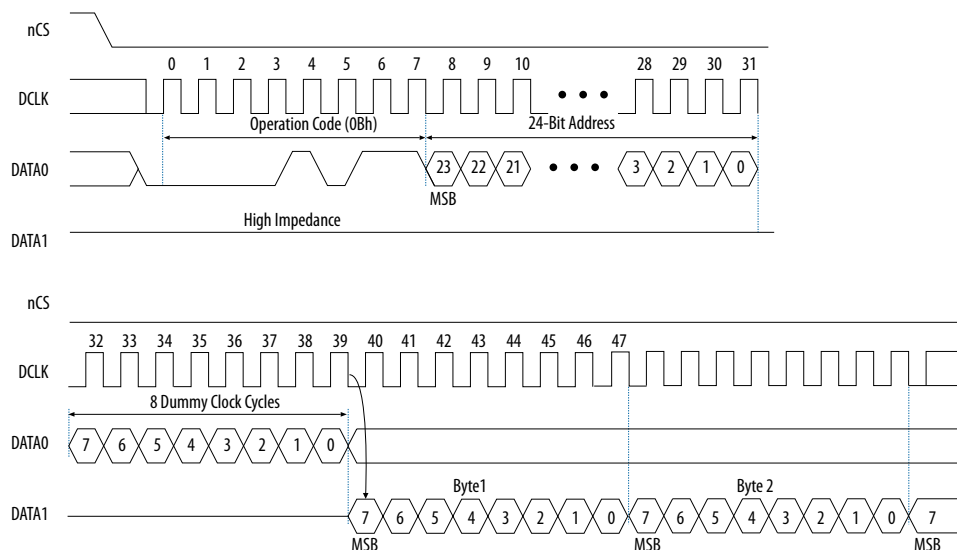 nCS
0 1 2 3 4 5 6 7 8 9 10 28 29 30 31
DCLK
Operation Code (0Bh) 24-Bit Address
DATA0 23 22 21 3 2 1 0
MSB
High Impedance
DATA1
nCS
32 33 34 35 36 37 38 39 40 41 42 43 44 45 46 47
DCLK
8 Dummy Clock Cycles
DATA0 7 6 5 4 3 2 1 0
Byte1 Byte 2
DATA1 7 6 5 4 3 2 1 0 7 6 5 4 3 2 1 0 7
MSB MSB MSB